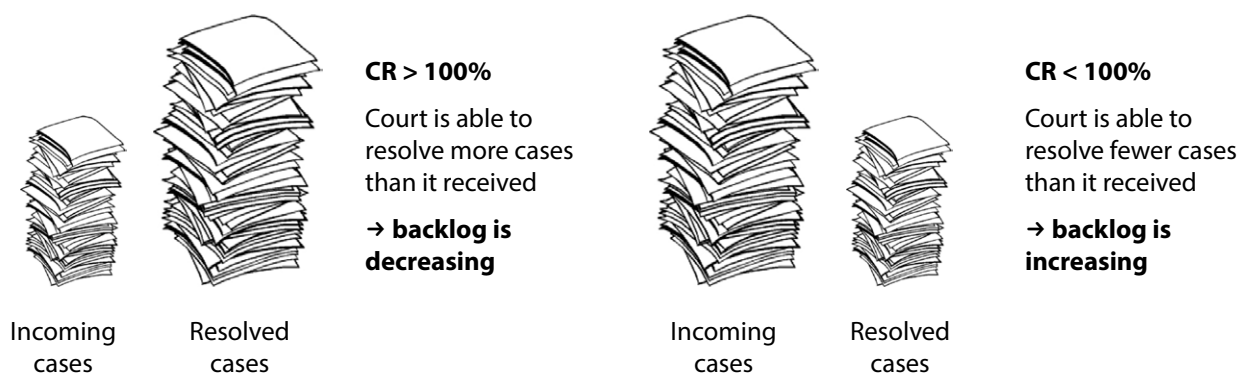 CR > 100%
Court is able to
resolve more cases
than it received
→ backlog is
decreasing
Incoming
cases
Resolved
cases
CR < 100%
Court is able to
resolve fewer cases
than it received
→ backlog is
increasing
Incoming
cases
Resolved
cases